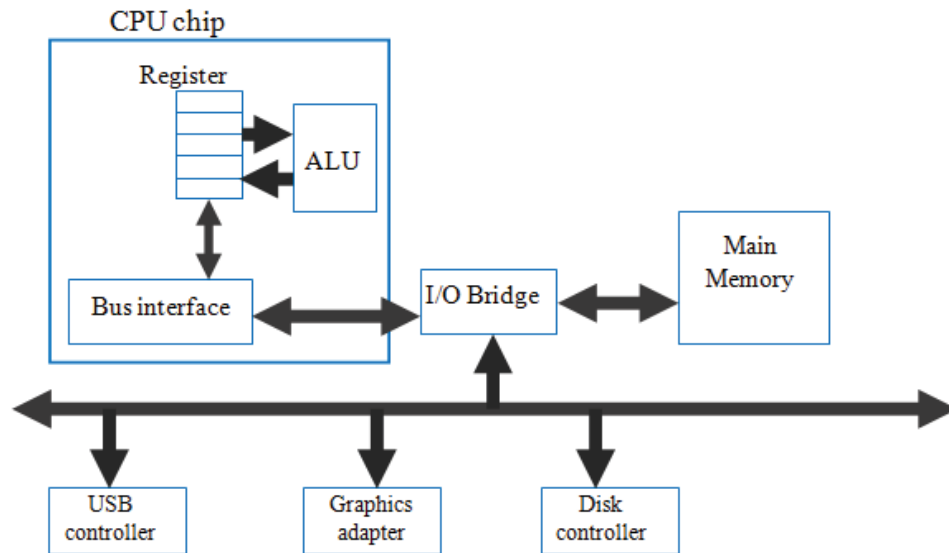 CPU chip
Register
ALU
Main
Memory
I/O Bridge
Bus interface
USB
controller
Graphics
adapter
Disk
controller